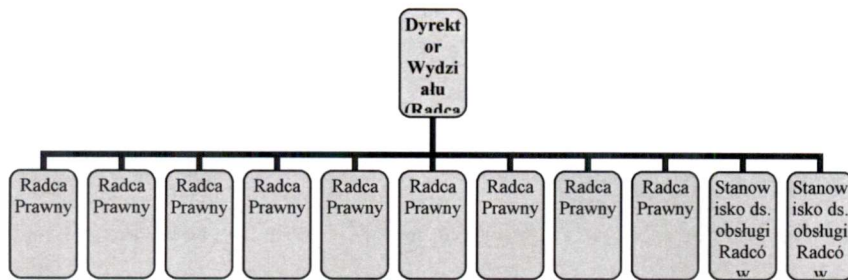 Dyrekt
or
Wydzi
ału
(Radca
Radca
Prawny
Radca
Prawny
Radca
Prawny
Radca
Prawny
Radca
Prawny
Radca
Prawny
Radca
Prawny
Radca
Prawny
Radca
Prawny
Stanow
isko ds.
obsługi
Radcó
w
Stanow
isko ds.
obsługi
Radcó
w